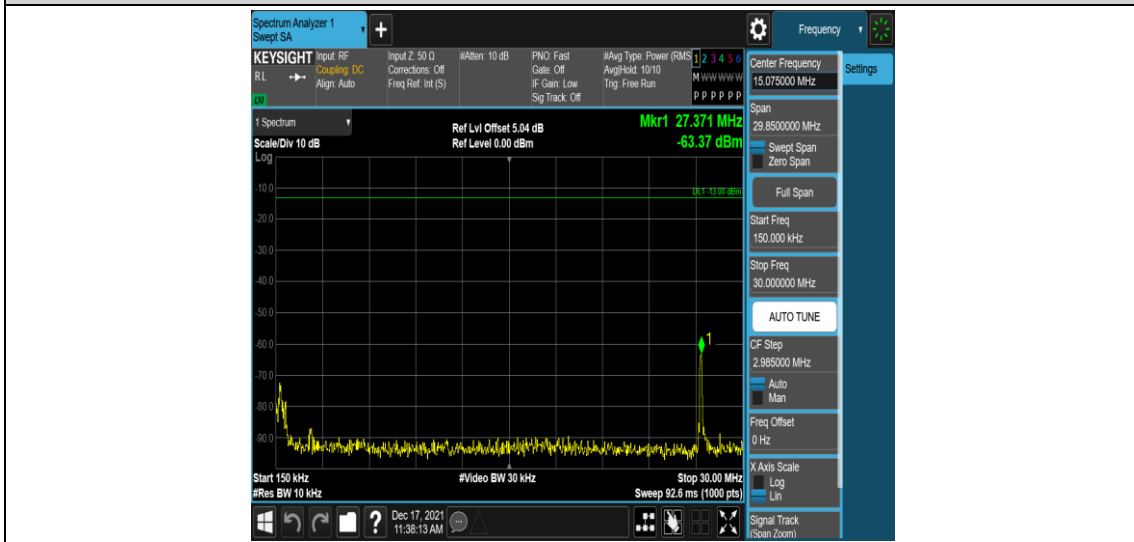 Spectrum Analyzer 1
Swept SA
+
Frequency
KEYSIGHT
RL
LXI
Input: RF
Coupling: DC
Align: Auto
Input Z: 50 Ω
Corrections: Off
Freq Ref: Int (S)
#Atten: 10 dB
PNO: Fast
Gate: Off
IF Gain: Low
Sig Track: Off
#Avg Type: Power (RMS
Avg|Hold: 10/10
Trig: Free Run
1 2 3 4 5 6
M W W W W W
P P P P P P
Center Frequency
15.075000 MHz
Settings
Span
29.8500000 MHz
Swept Span
Zero Span
Full Span
Start Freq
150.000 kHz
Stop Freq
30.000000 MHz
AUTO TUNE
CF Step
2.985000 MHz
Auto
Man
Freq Offset
0 Hz
X Axis Scale
Log
Lin
Signal Track
(Span Zoom)
1 Spectrum
Scale/Div 10 dB
Log
Ref Lvl Offset 5.04 dB
Ref Level 0.00 dBm
Mkr1 27.371 MHz
-63.37 dBm
DL1 -13.00 dBm
-10.0
-20.0
-30.0
-40.0
-50.0
-60.0
-70.0
-80.0
-90.0
1
Start 150 kHz
#Video BW 30 kHz
Stop 30.00 MHz
#Res BW 10 kHz
Sweep 92.6 ms (1000 pts)
?
Dec 17, 2021
11:38:13 AM